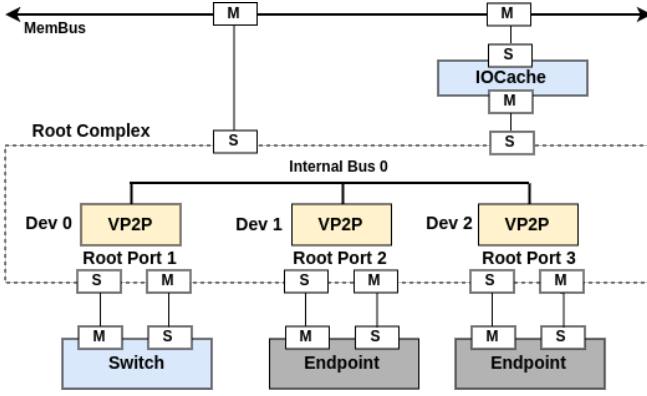 M M
MemBus
S
IOCache
M
Root Complex
S S
Internal Bus 0
Dev 0 VP2P Dev 1 VP2P Dev 2 VP2P
Root Port 1 Root Port 2 Root Port 3
S M S M S M
M S M S M S
Switch Endpoint Endpoint